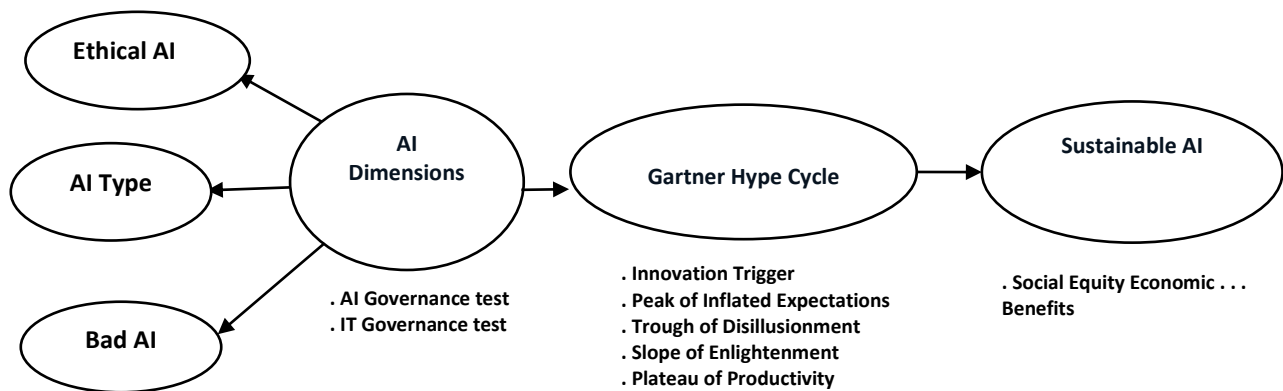 Ethical AI
AI Type
Bad AI
AI
Dimensions
. AI Governance test
. IT Governance test
Gartner Hype Cycle
. Innovation Trigger
. Peak of Inflated Expectations
. Trough of Disillusionment
. Slope of Enlightenment
. Plateau of Productivity
Sustainable AI
. Social Equity Economic . . .
Benefits